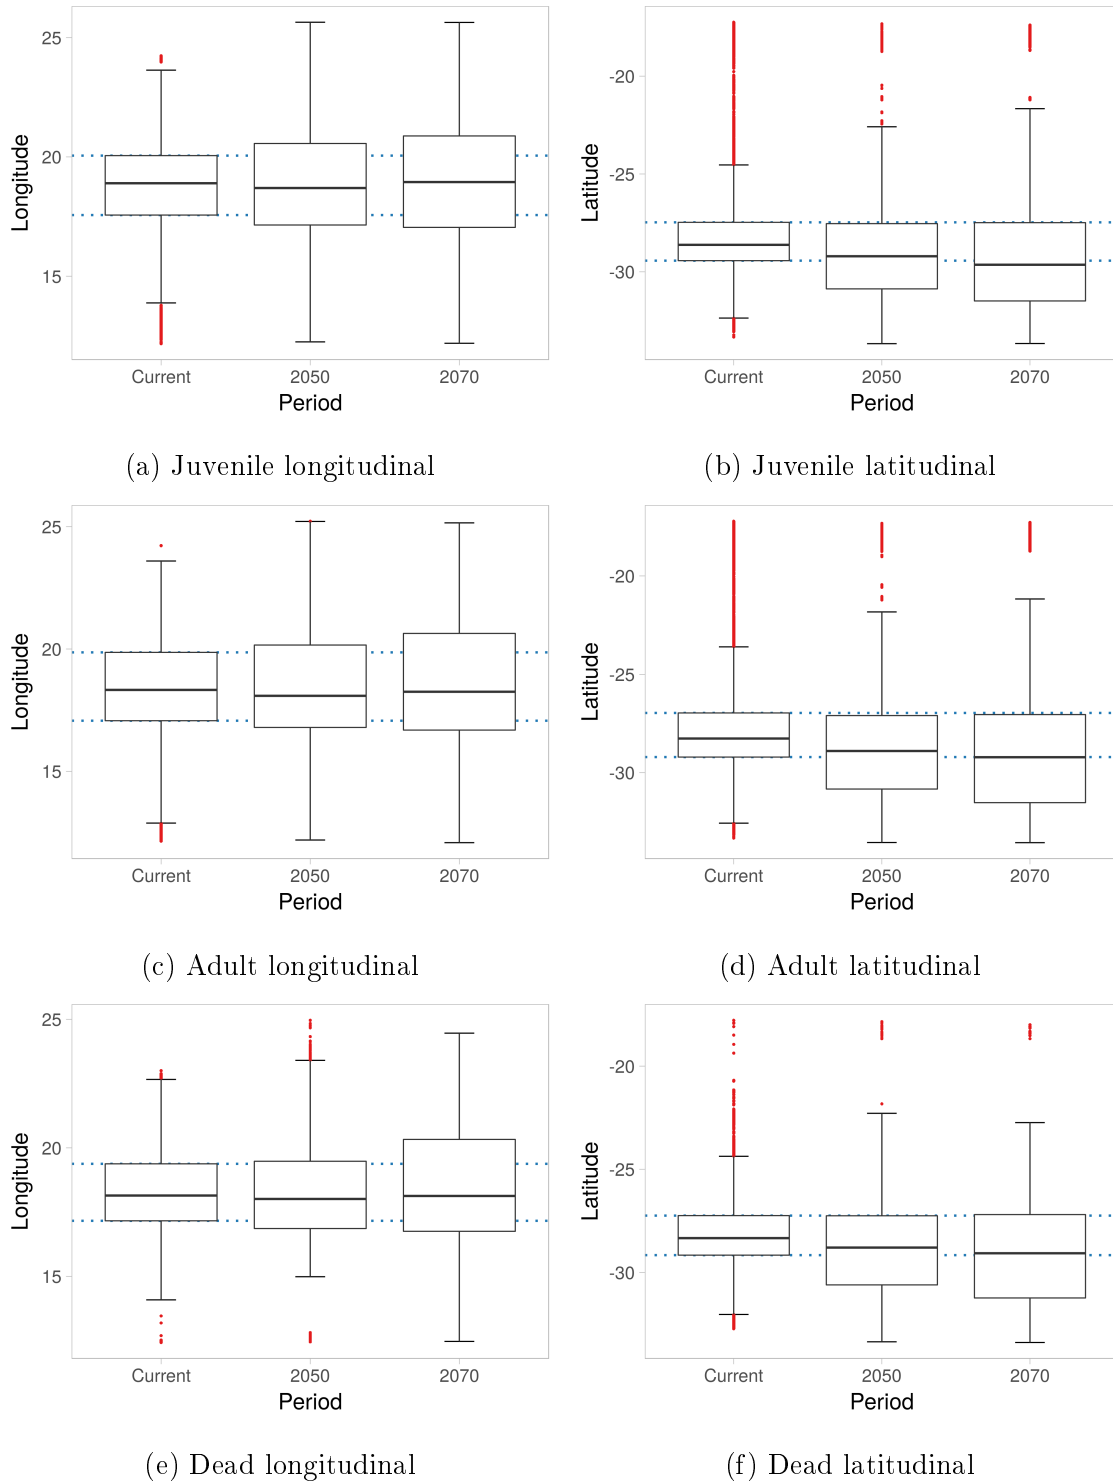 Longitude
25
20
15
Current 2050 2070
Period
(a) Juvenile longitudinal
Latitude
-20
-25
-30
Current 2050 2070
Period
(b) Juvenile latitudinal
Longitude
25
20
15
Current 2050 2070
Period
(c) Adult longitudinal
Latitude
-20
-25
-30
Current 2050 2070
Period
(d) Adult latitudinal
Longitude
25
20
15
Current 2050 2070
Period
(e) Dead longitudinal
Latitude
-20
-25
-30
Current 2050 2070
Period
(f) Dead latitudinal